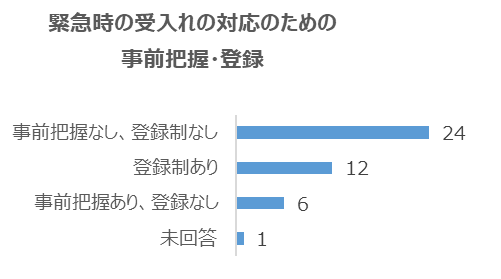 緊急時の受入れの対応のための
事前把握・登録
事前把握なし、登録制なし 24
登録制あり 12
事前把握あり、登録なし 6
未回答 1